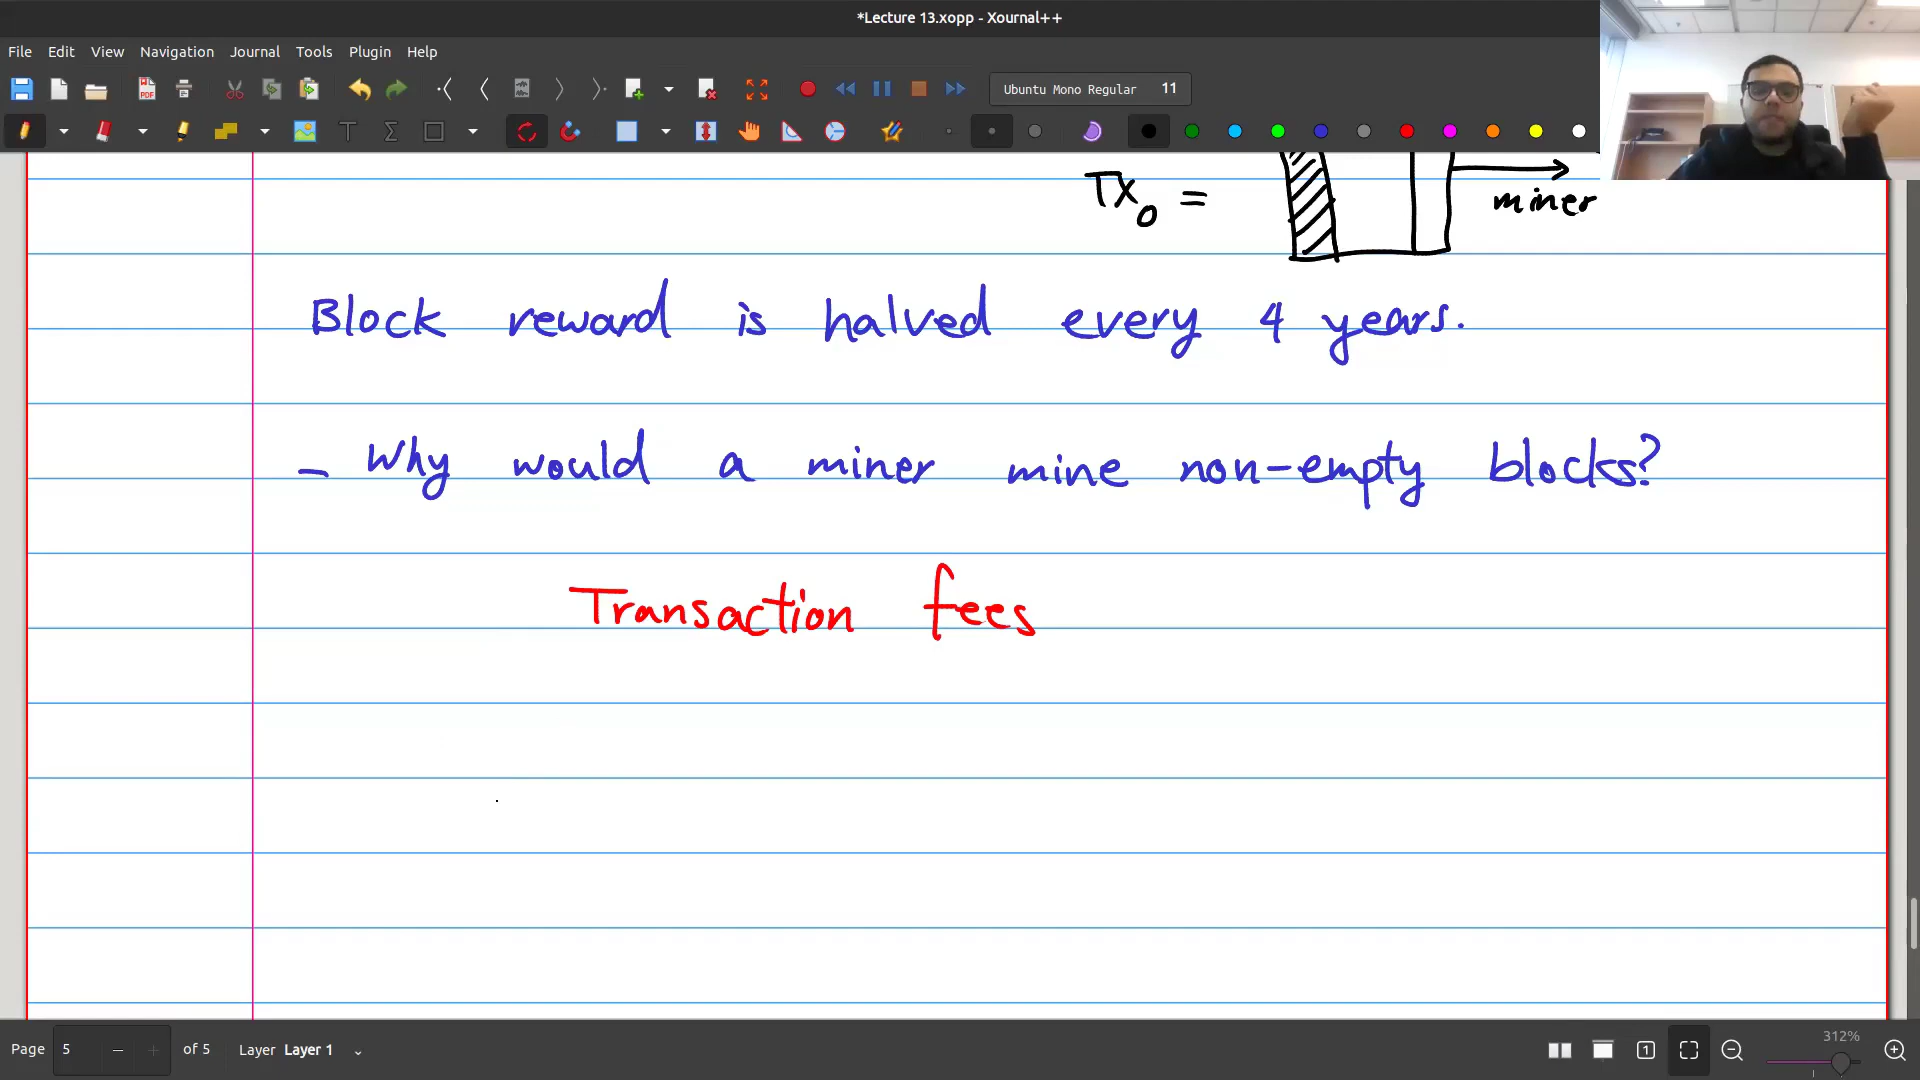 *Lecture 13.xopp - Xournal++
File Edit View Navigation Journal Tools Plugin Help
Ubuntu Mono Regular 11
Tx0 =
miner
Block reward is halved every 4 years.
- Why would a miner mine non-empty blocks?
Transaction fees
Page 5 of 5 Layer Layer 1
312%